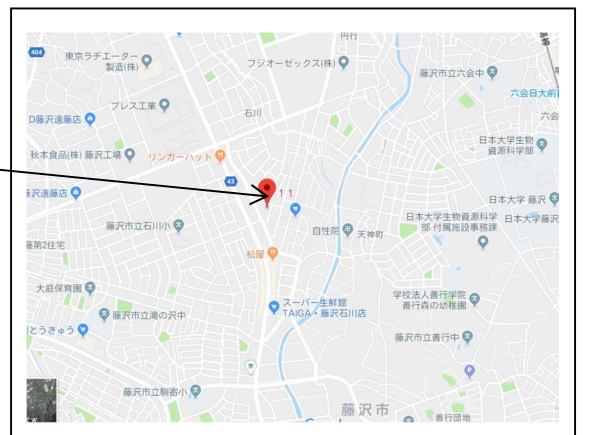 円行
404
東京ラヂエーター
製造(株)
フジオーゼックス(株)
藤沢市立六会中
六会日大前
プレス工業
石川
六会
D藤沢遠藤店
日本大学生物
資源科学部
秋本食品(株) 藤沢工場
リンガーハット
43
11
沢遠藤店
日本大学 藤沢
日本大学生物資源科学
部 付属施設事務課
日本大学藤沢
藤沢市立石川小
自性院
天神町
藤第2住宅
松屋
大庭保育園
学校法人善行学院
善行森の幼稚園
スーパー生鮮館
TAIGA・藤沢石川店
藤沢市立滝の沢中
とうきゅう
藤沢市立善行中
P
藤沢市立駒寄小
藤沢市
善行団地